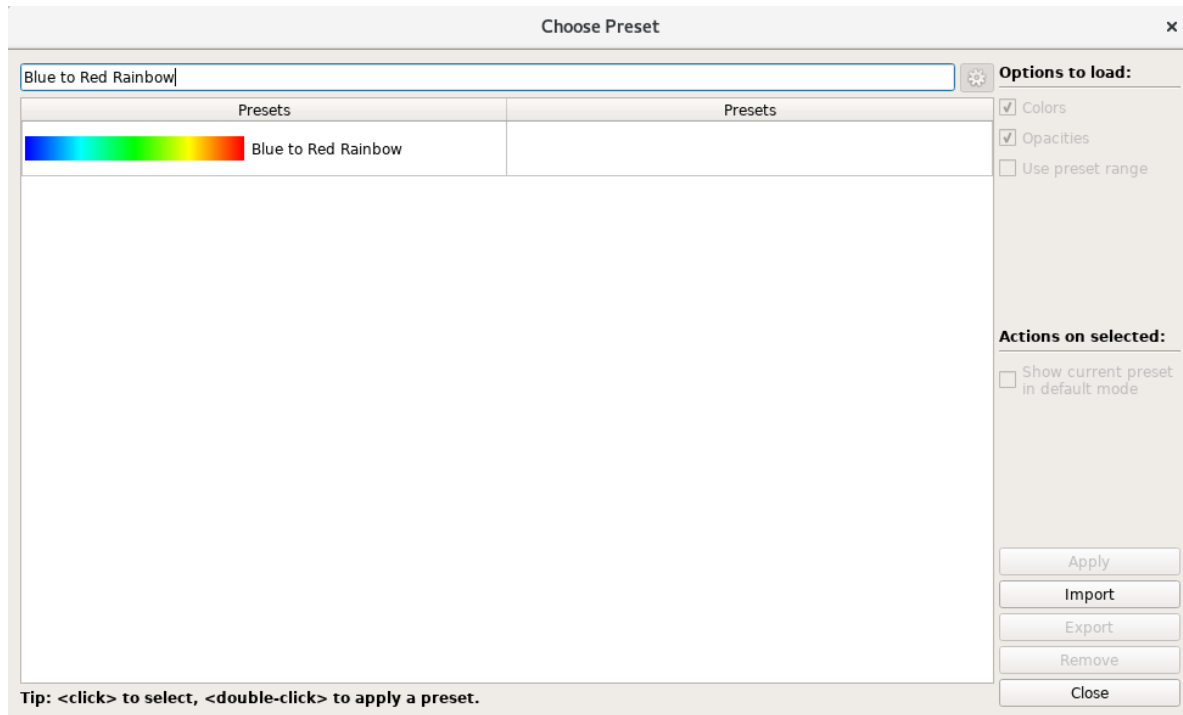 Choose Preset
Blue to Red Rainbow
Options to load:
Presets
Presets
Colors
Blue to Red Rainbow
Opacities
Use preset range
Actions on selected:
Show current preset
in default mode
Apply
Import
Export
Remove
Close
Tip: <click> to select, <double-click> to apply a preset.